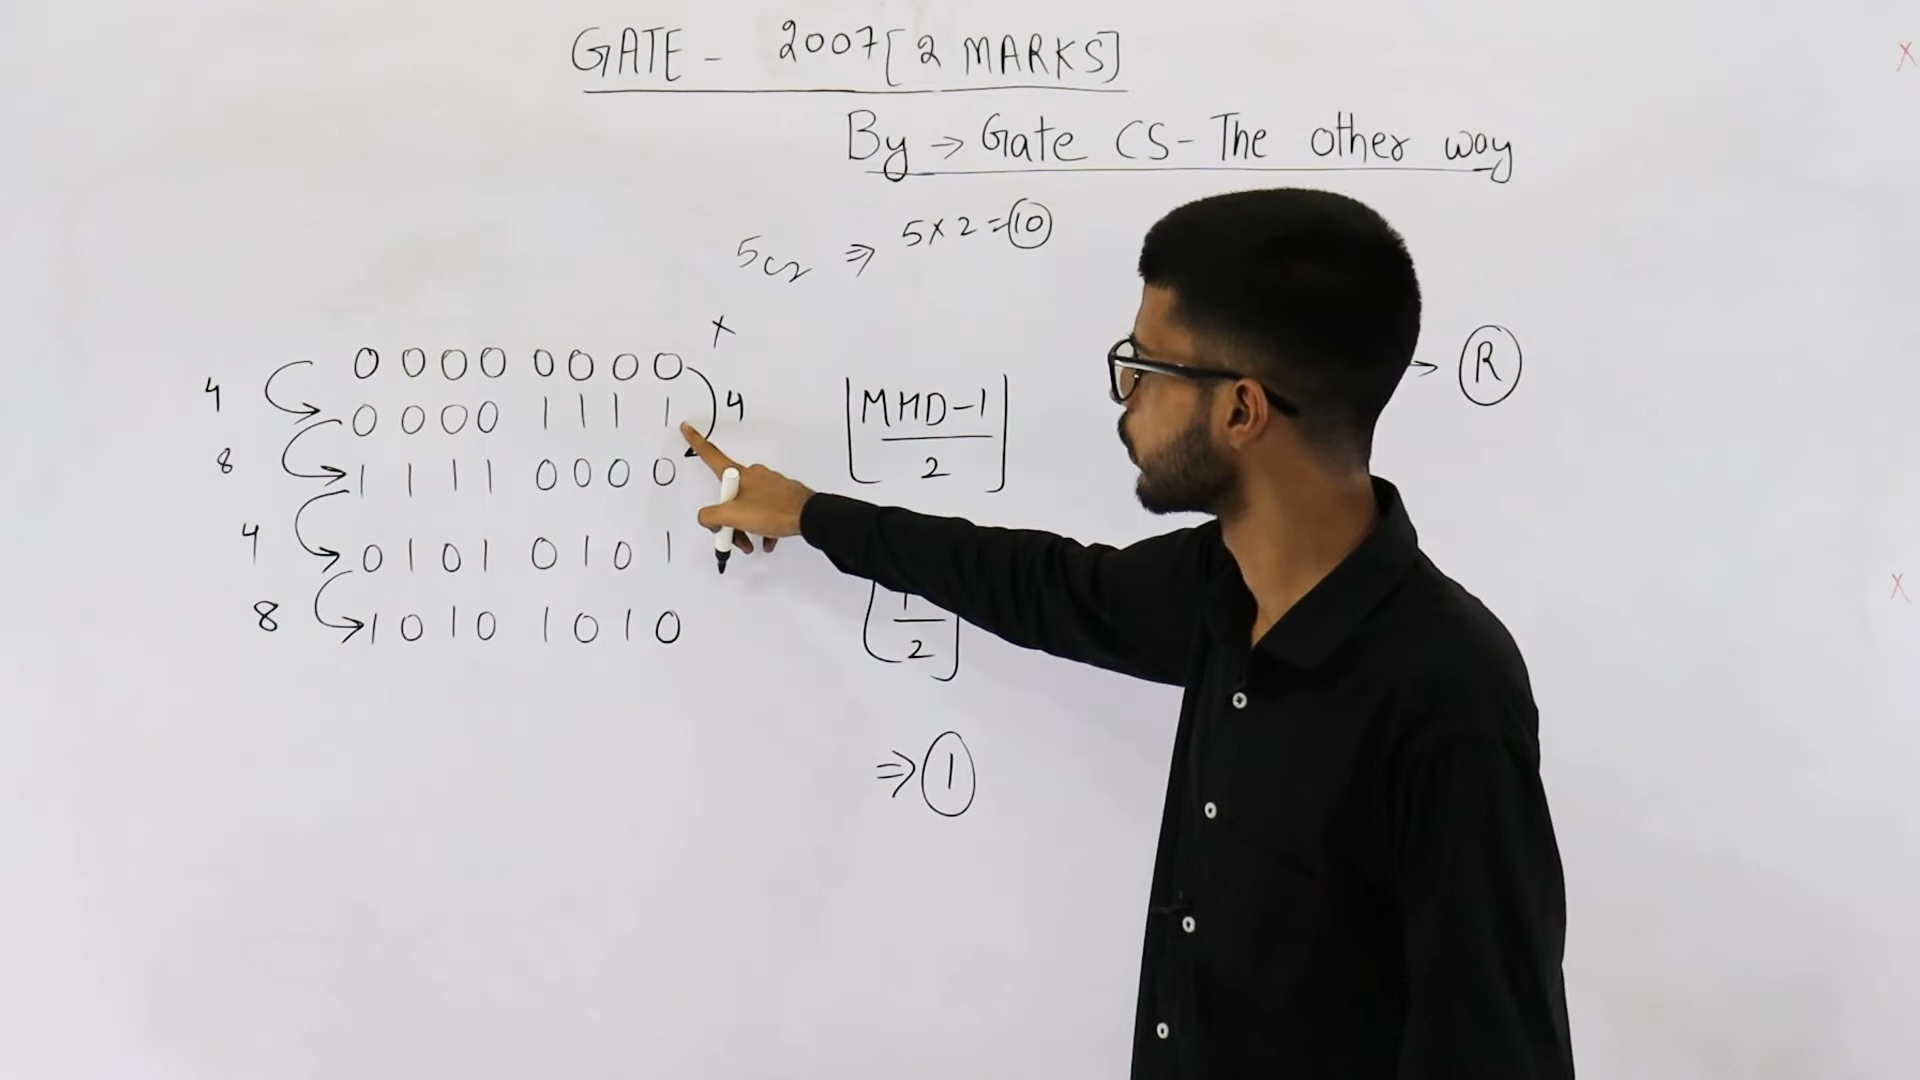 GATE - 2007 [2 MARKS]
By → Gate CS - The other way
5c2 ⇒ 5×2=10
x
0 0 0 0 0 0 0 0
4
0 0 0 0 1 1 1 1
4
8
1 1 1 1 0 0 0 0
4
0 1 0 1 0 1 0 1
8
1 0 1 0 1 0 1 0
MHD-1
2
→ R
2
⇒ 1
x
x